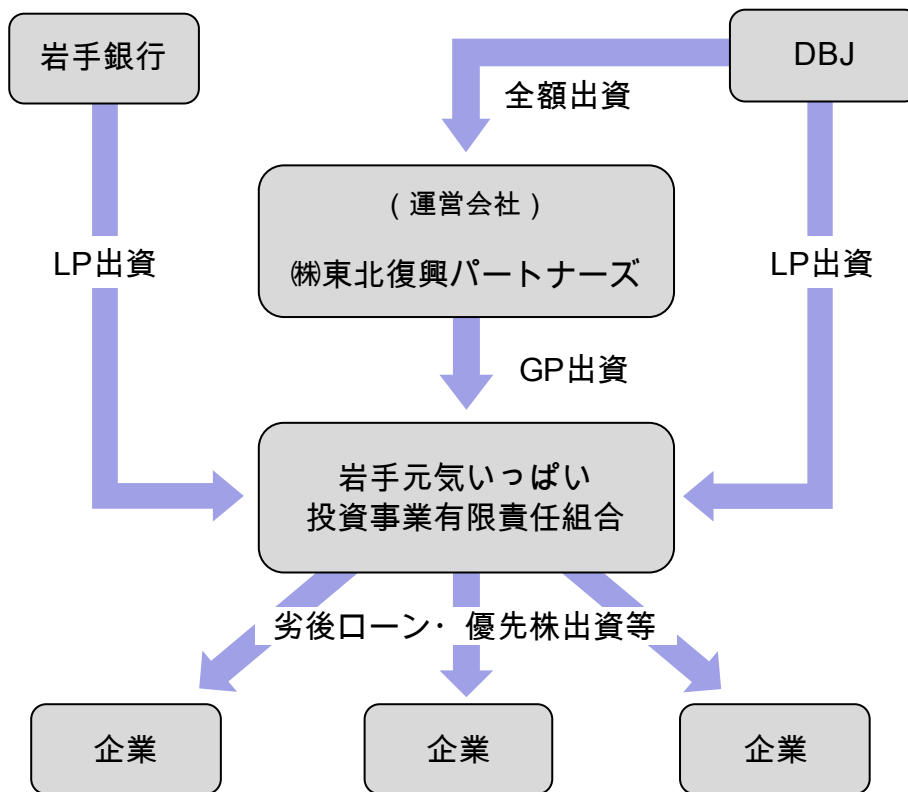 岩手銀行
DBJ
全額出資
(運営会社)
㈱東北復興パートナーズ
LP出資
LP出資
GP出資
岩手元気いっぱい
投資事業有限責任組合
劣後ローン・優先株出資等
企業
企業
企業